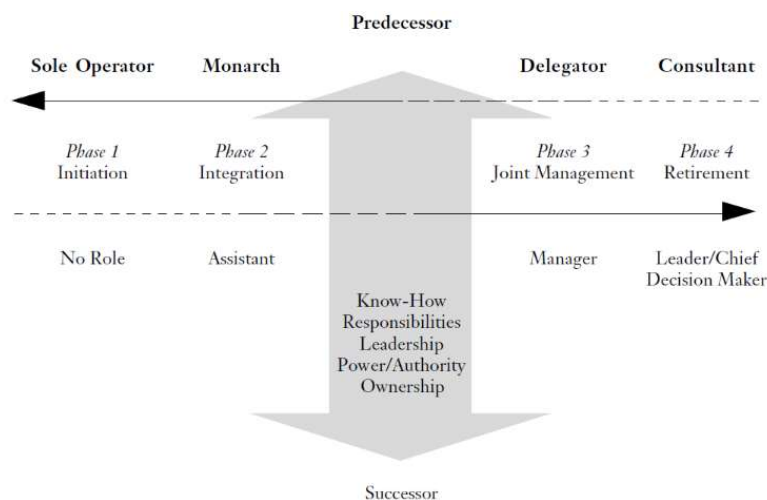 Predecessor
Sole Operator Monarch Delegator Consultant
Phase 1 Phase 2 Phase 3 Phase 4
Initiation Integration Joint Management Retirement
No Role Assistant Manager Leader/Chief
Decision Maker
Know-How
Responsibilities
Leadership
Power/Authority
Ownership
Successor